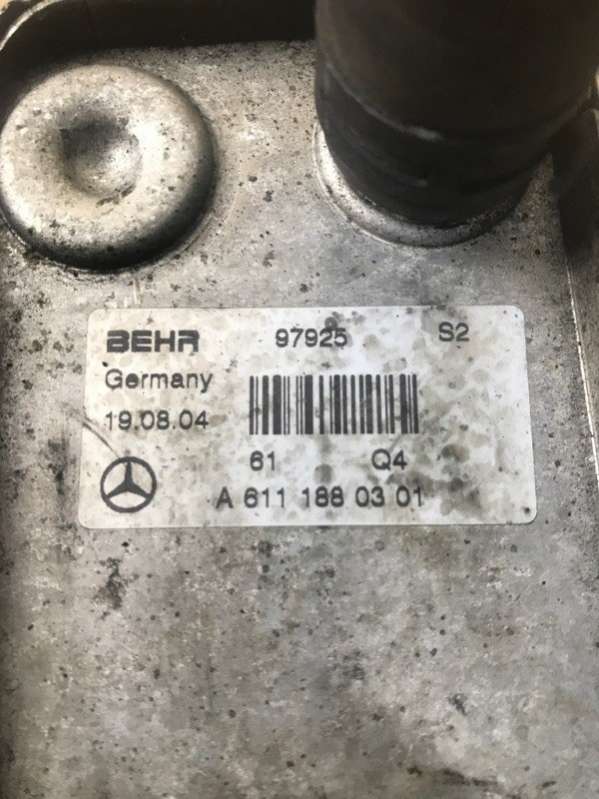 BEHR 97925 S2
Germany
19.08.04
61 Q4
A 611 188 03 01